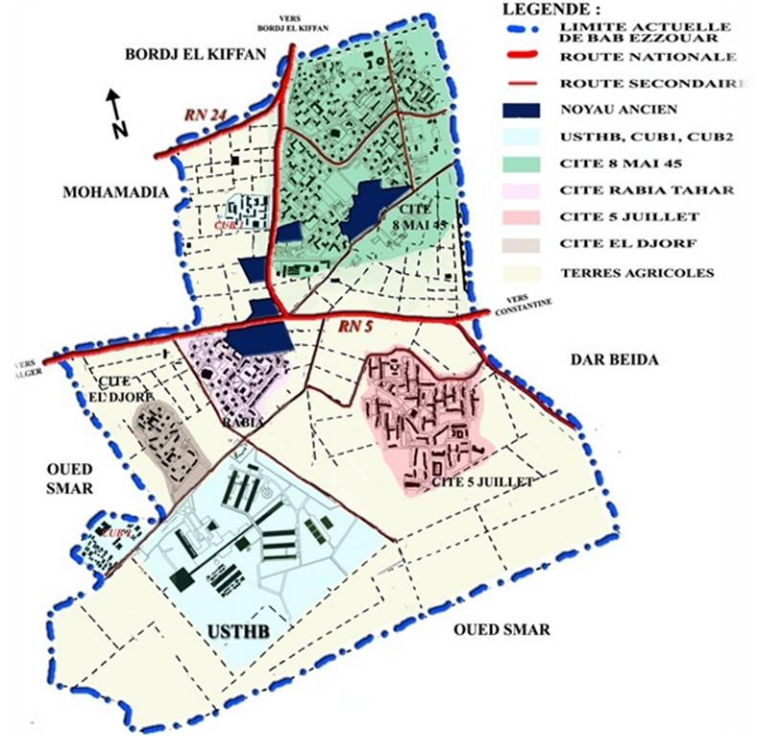 VERS
BORDJ EL KIFFAN
BORDJ EL KIFFAN
RN 24
N
MOHAMADIA
CITE
8 MAI 45
VERS
CONSTANTINE
RN 5
VERS
ALGER
DAR BEIDA
CITE
EL DJORF
RABIA
OUED
SMAR
CITE 5 JUILLET
USTHB
OUED SMAR
LEGENDE :
LIMITE ACTUELLE
DE BAB EZZOUAR
ROUTE NATIONALE
ROUTE SECONDAIRE
NOYAU ANCIEN
USTHB, CUB1, CUB2
CITE 8 MAI 45
CITE RABIA TAHAR
CITE 5 JUILLET
CITE EL DJORF
TERRES AGRICOLES